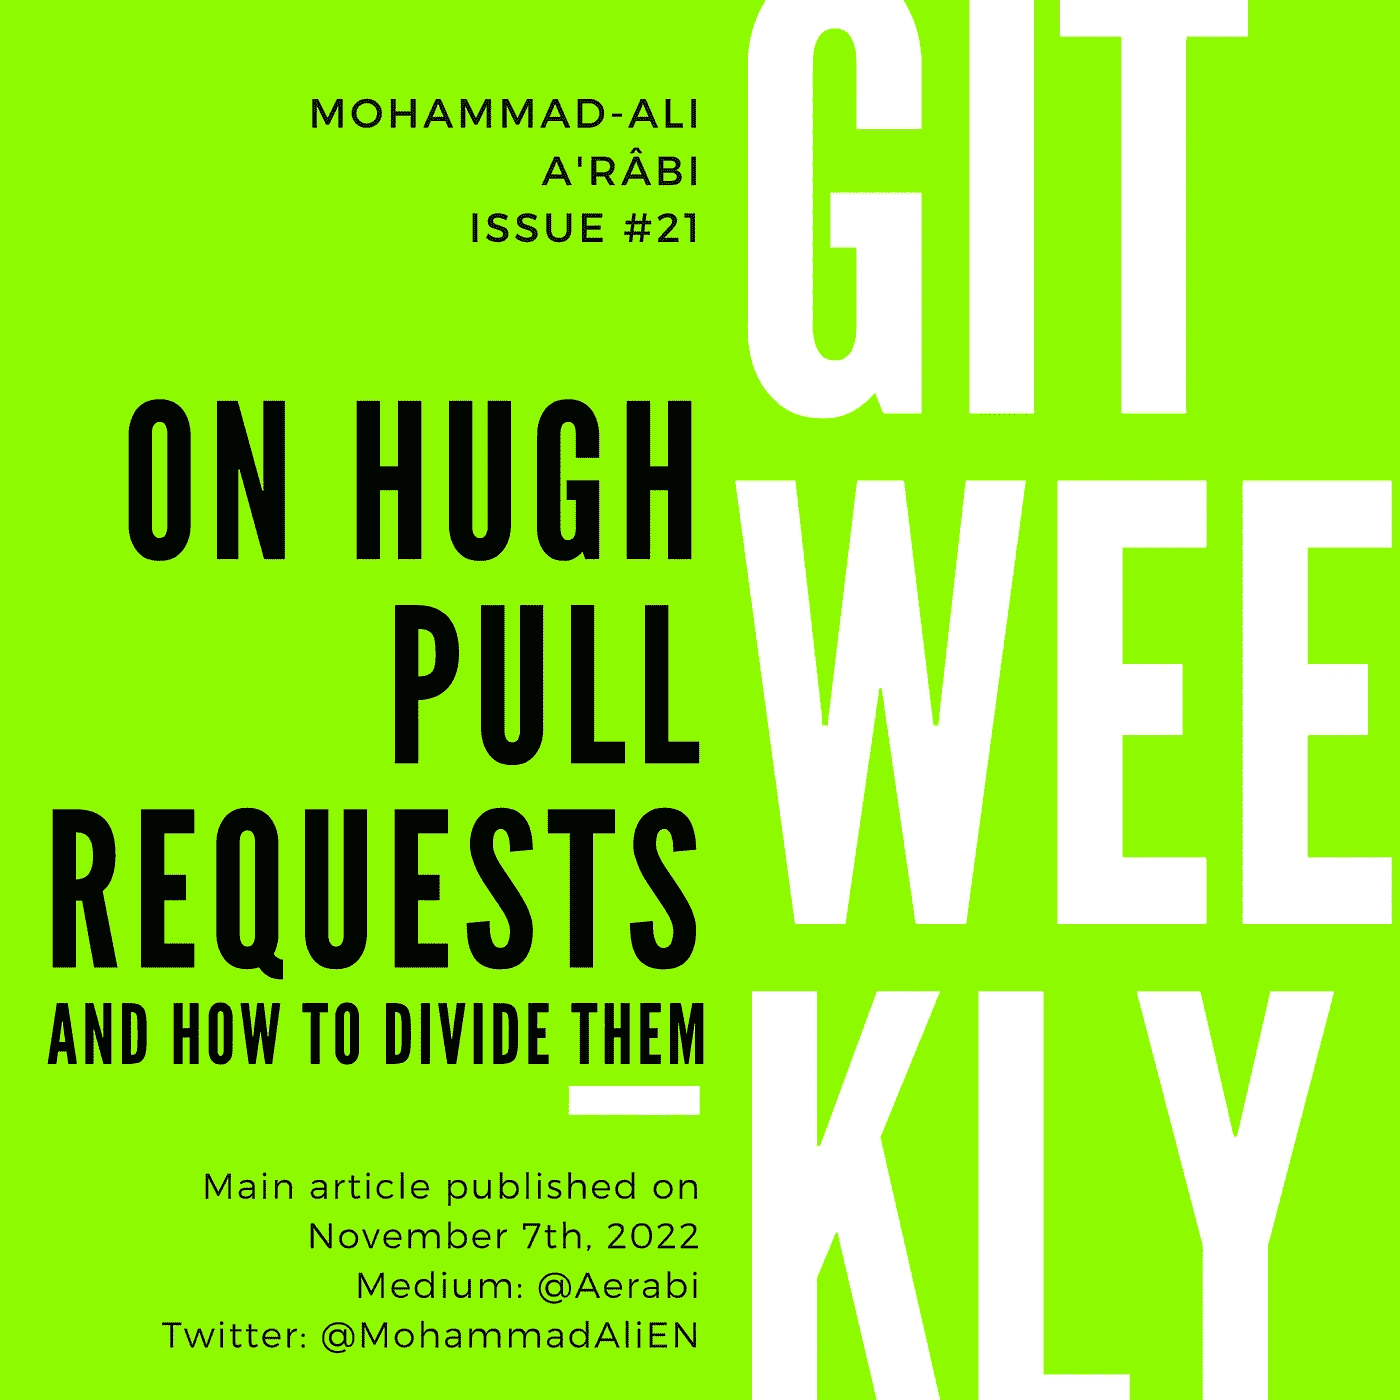 MOHAMMAD-ALI
A'RÂBI
ISSUE #21
ON HUGH
PULL
REQUESTS
AND HOW TO DIVIDE THEM
Main article published on
November 7th, 2022
Medium: @Aerabi
Twitter: @MohammadAliEN
GIT
WEE
KLY